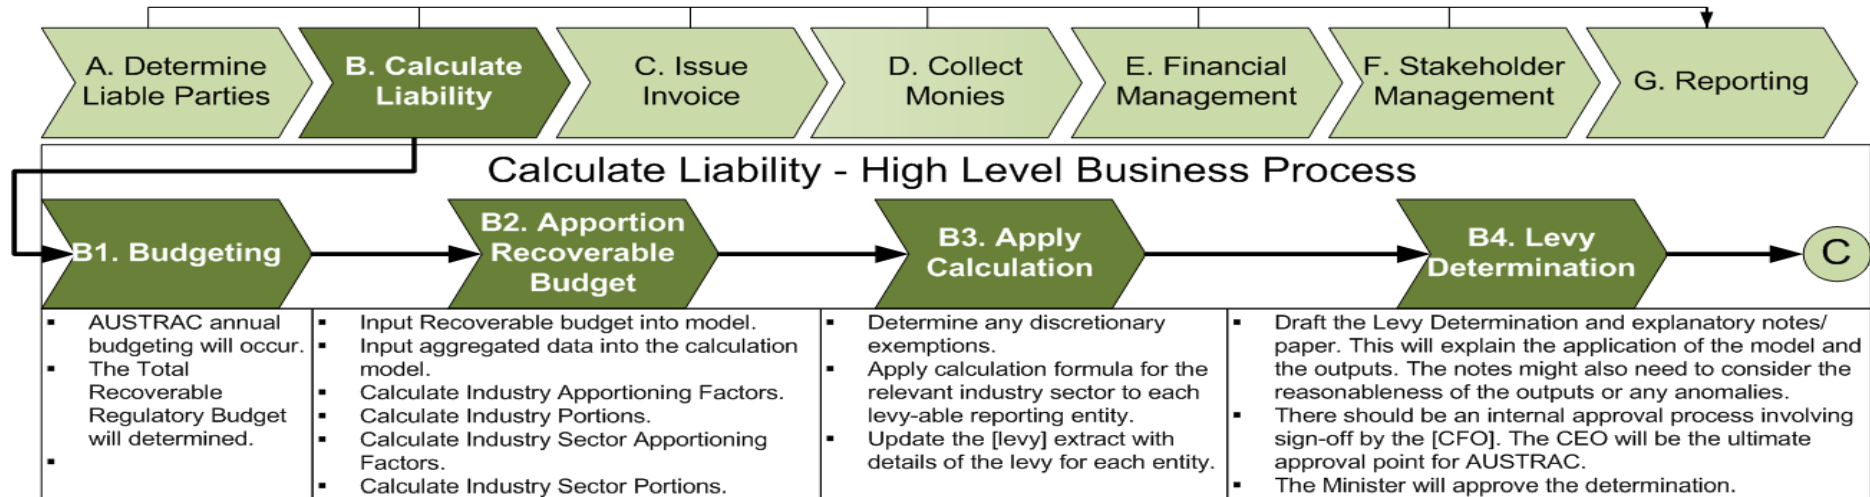 A. Determine
Liable Parties
B. Calculate
Liability
C. Issue
Invoice
D. Collect
Monies
E. Financial
Management
F. Stakeholder
Management
G. Reporting
Calculate Liability - High Level Business Process
B1. Budgeting
B2. Apportion
Recoverable
Budget
B3. Apply
Calculation
B4. Levy
Determination
C
▪ AUSTRAC annual
budgeting will occur.
▪ The Total
Recoverable
Regulatory Budget
will determined.
▪
▪ Input Recoverable budget into model.
▪ Input aggregated data into the calculation
model.
▪ Calculate Industry Apportioning Factors.
▪ Calculate Industry Portions.
▪ Calculate Industry Sector Apportioning
Factors.
▪ Calculate Industry Sector Portions.
▪ Determine any discretionary
exemptions.
▪ Apply calculation formula for the
relevant industry sector to each
levy-able reporting entity.
▪ Update the [levy] extract with
details of the levy for each entity.
▪ Draft the Levy Determination and explanatory notes/
paper. This will explain the application of the model and
the outputs. The notes might also need to consider the
reasonableness of the outputs or any anomalies.
▪ There should be an internal approval process involving
sign-off by the [CFO]. The CEO will be the ultimate
approval point for AUSTRAC.
▪ The Minister will approve the determination.